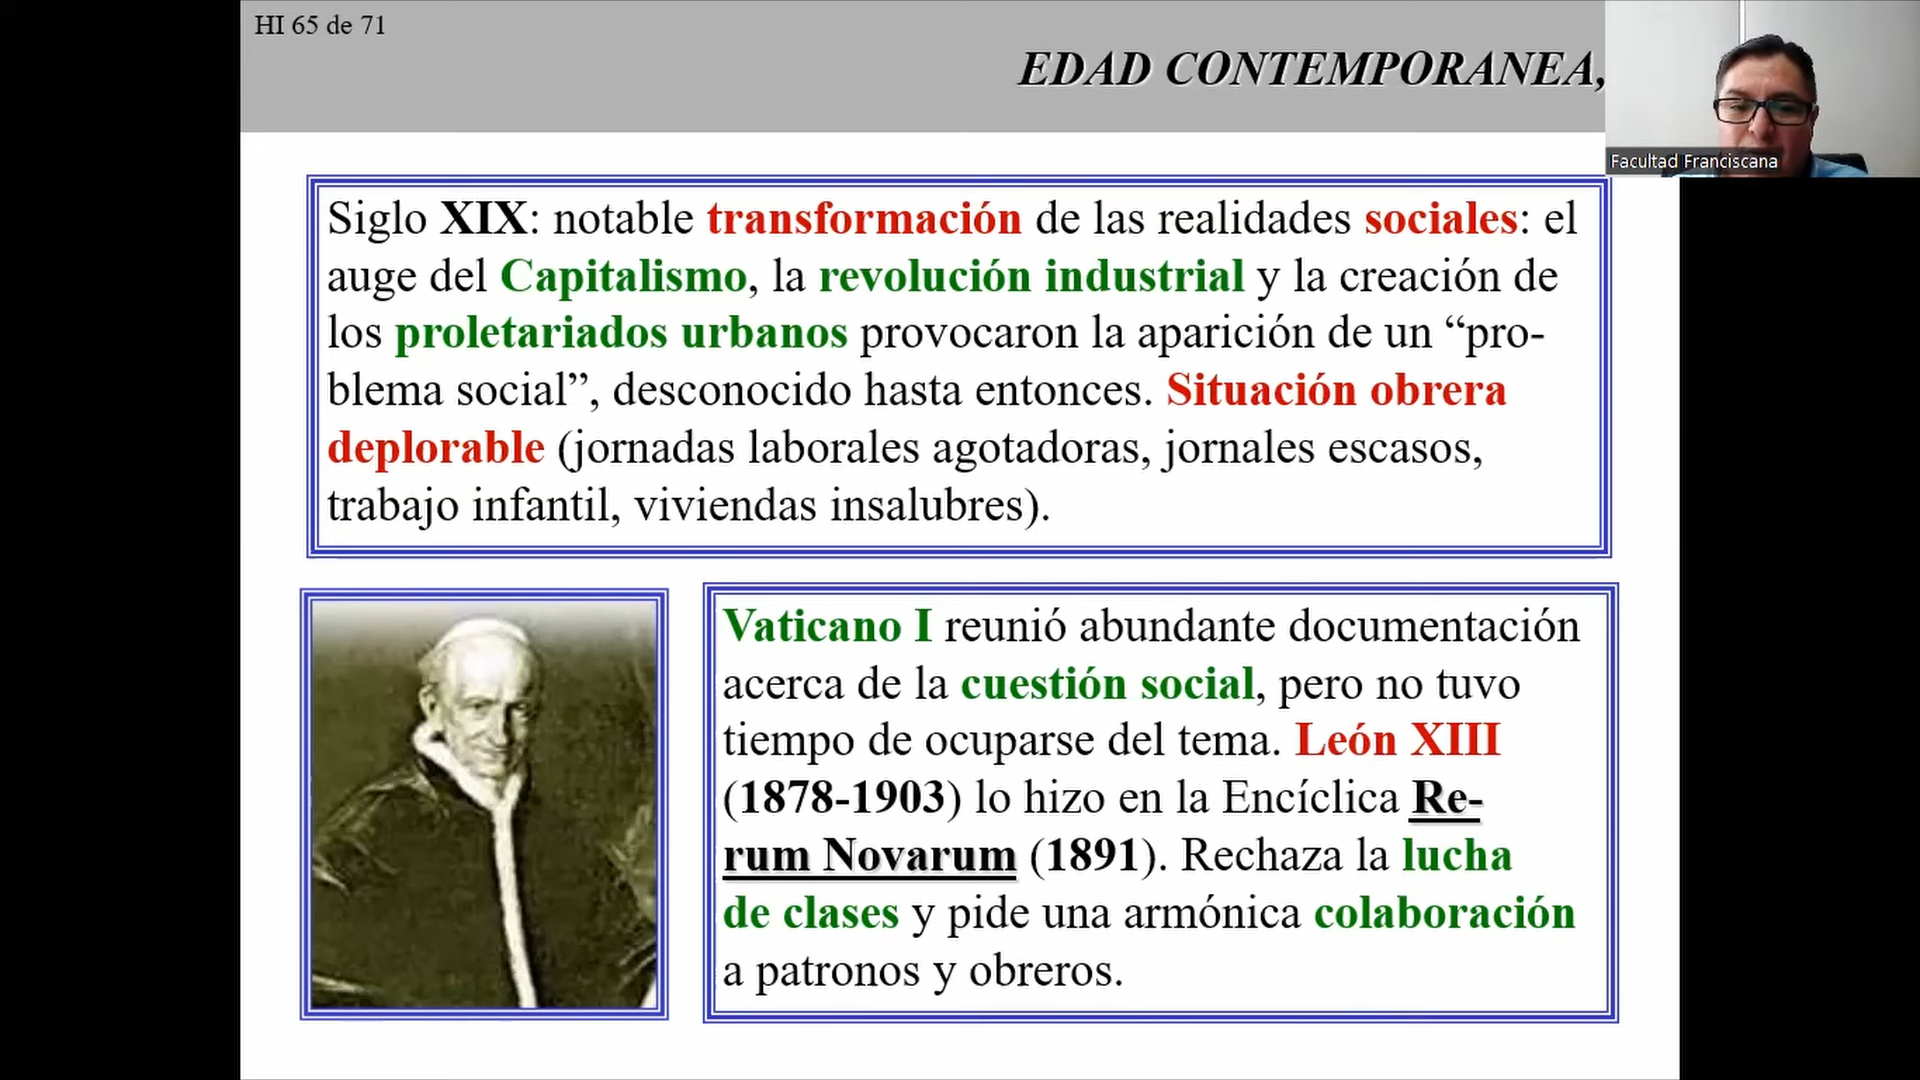 HI 65 de 71
EDAD CONTEMPORANEA,
Facultad Franciscana
Siglo XIX: notable transformación de las realidades sociales: el
auge del Capitalismo, la revolución industrial y la creación de
los proletariados urbanos provocaron la aparición de un “pro-
blema social”, desconocido hasta entonces. Situación obrera
deplorable (jornadas laborales agotadoras, jornales escasos,
trabajo infantil, viviendas insalubres).
Vaticano I reunió abundante documentación
acerca de la cuestión social, pero no tuvo
tiempo de ocuparse del tema. León XIII
(1878-1903) lo hizo en la Encíclica Re-
rum Novarum (1891). Rechaza la lucha
de clases y pide una armónica colaboración
a patronos y obreros.